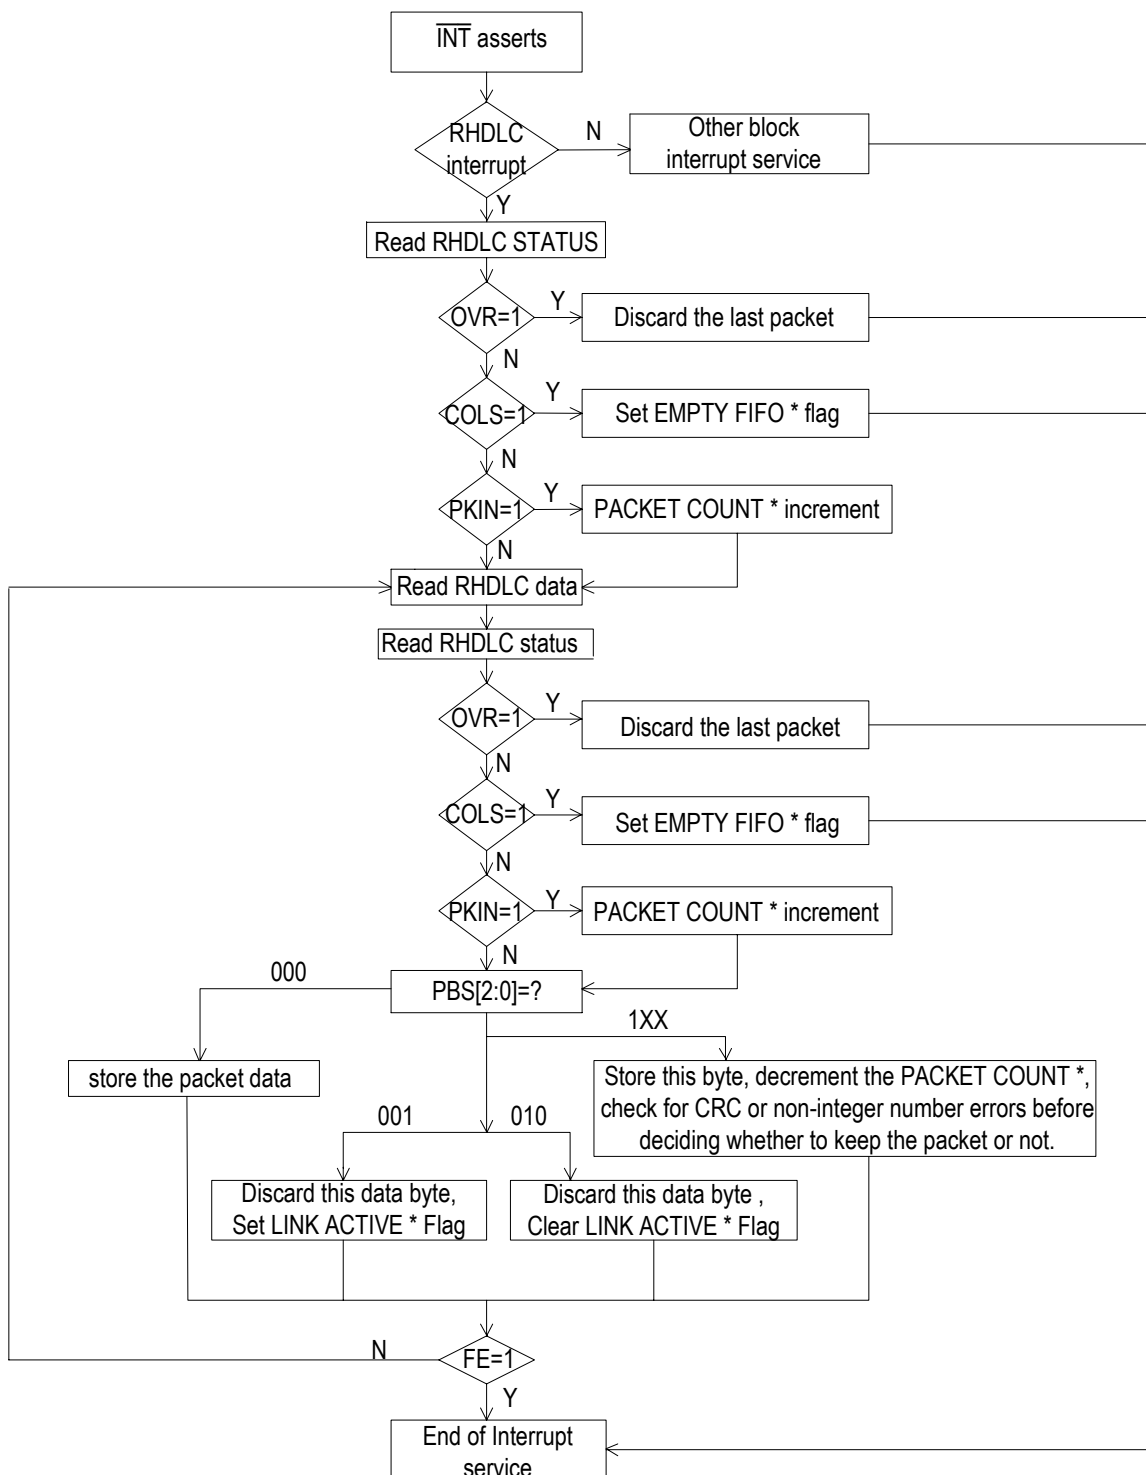 INT asserts
RHDLC
interrupt
N
Other block
interrupt service
Y
Read RHDLC STATUS
OVR=1
Y
Discard the last packet
N
COLS=1
Y
Set EMPTY FIFO * flag
N
PKIN=1
Y
PACKET COUNT * increment
N
Read RHDLC data
Read RHDLC status
OVR=1
Y
Discard the last packet
N
COLS=1
Y
Set EMPTY FIFO * flag
N
PKIN=1
Y
PACKET COUNT * increment
N
000
PBS[2:0]=?
1XX
store the packet data
Store this byte, decrement the PACKET COUNT *,
check for CRC or non-integer number errors before
deciding whether to keep the packet or not.
001
010
Discard this data byte,
Set LINK ACTIVE * Flag
Discard this data byte ,
Clear LINK ACTIVE * Flag
N
FE=1
Y
End of Interrupt
service